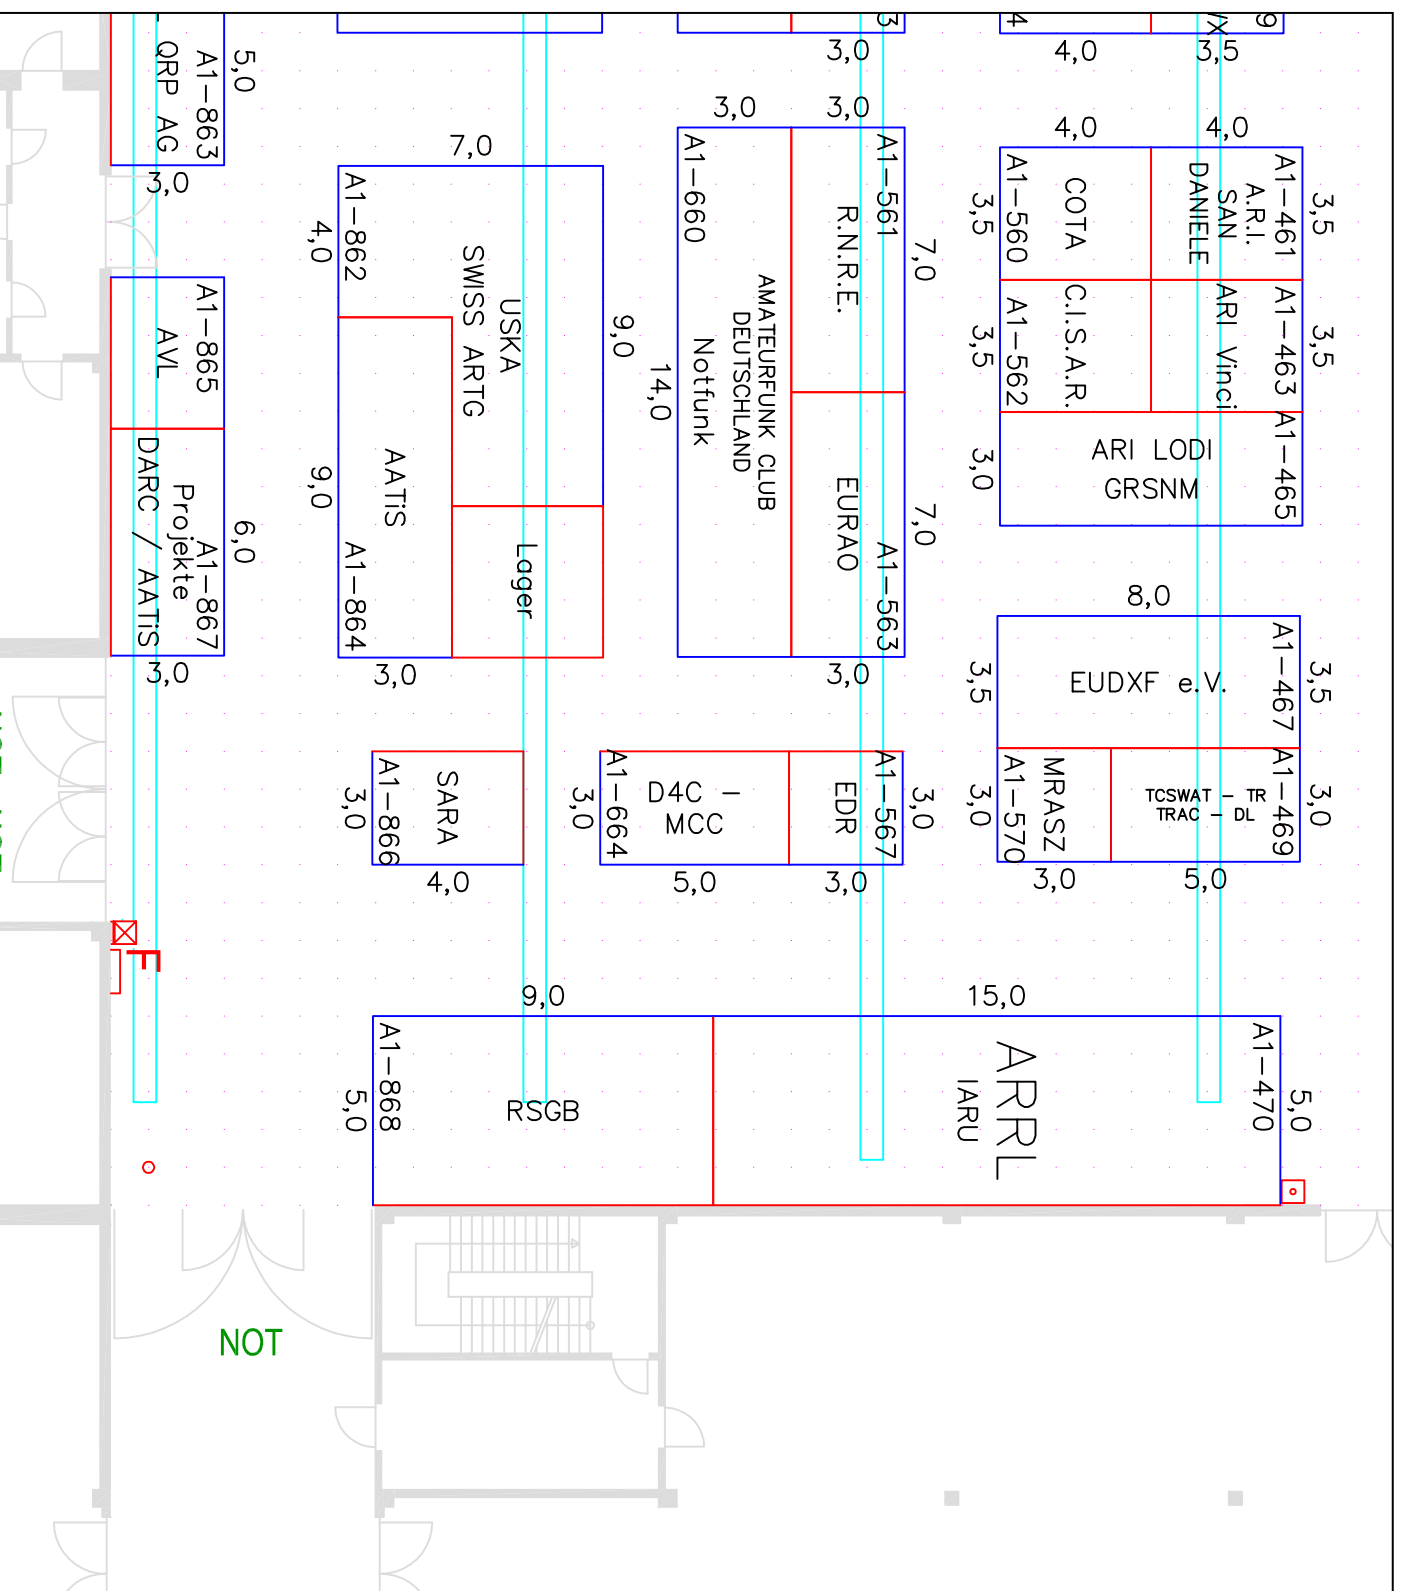 5,0
A1-863
QRP AG
3,0
A1-865
AVL
A1-867
Projekte
DARC / AATiS
6,0
3,0
7,0
A1-862
4,0
USKA
SWISS ARTG
9,0
AATiS
A1-864
9,0
3,0
Lager
3,0
3,0
3,0
A1-660
AMATEURFUNK CLUB
DEUTSCHLAND
Notfunk
14,0
A1-561
R.N.R.E.
7,0
EURAO
A1-563
7,0
3,0
3
4
9
4,0
3,5
4,0
4,0
A1-560
COTA
3,5
A1-461
A.R.I.
SAN
DANIELE
3,5
C.I.S.A.R.
A1-562
3,5
A1-463
ARI Vinci
3,5
A1-465
ARI LODI
GRSNM
3,0
8,0
A1-467
EUDXF e.V.
3,5
3,5
MRASZ
A1-570
3,0
3,0
A1-469
TCSWAT - TR
TRAC - DL
3,0
5,0
SARA
A1-866
3,0
4,0
A1-664
D4C -
MCC
3,0
5,0
A1-567
EDR
3,0
3,0
F
9,0
A1-868
5,0
RSGB
15,0
ARRL
IARU
A1-470
5,0
NOT